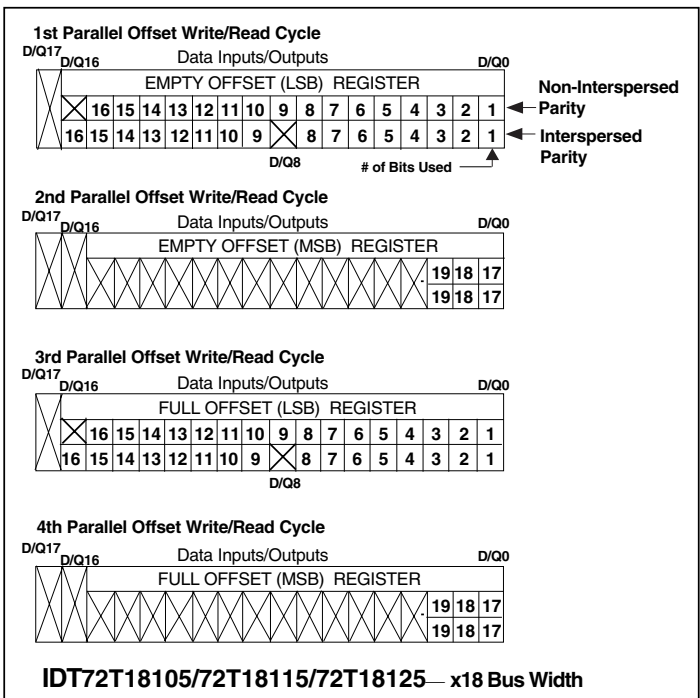 1st Parallel Offset Write/Read Cycle
D/Q17 D/Q16 Data Inputs/Outputs D/Q0
EMPTY OFFSET (LSB) REGISTER
16 15 14 13 12 11 10 9 8 7 6 5 4 3 2 1 Non-Interspersed Parity
16 15 14 13 12 11 10 9 8 7 6 5 4 3 2 1 Interspersed Parity
D/Q8 # of Bits Used
2nd Parallel Offset Write/Read Cycle
D/Q17 D/Q16 Data Inputs/Outputs D/Q0
EMPTY OFFSET (MSB) REGISTER
19 18 17
19 18 17
3rd Parallel Offset Write/Read Cycle
D/Q17 D/Q16 Data Inputs/Outputs D/Q0
FULL OFFSET (LSB) REGISTER
16 15 14 13 12 11 10 9 8 7 6 5 4 3 2 1
16 15 14 13 12 11 10 9 8 7 6 5 4 3 2 1
D/Q8
4th Parallel Offset Write/Read Cycle
D/Q17 D/Q16 Data Inputs/Outputs D/Q0
FULL OFFSET (MSB) REGISTER
19 18 17
19 18 17
IDT72T18105/72T18115/72T18125— x18 Bus Width